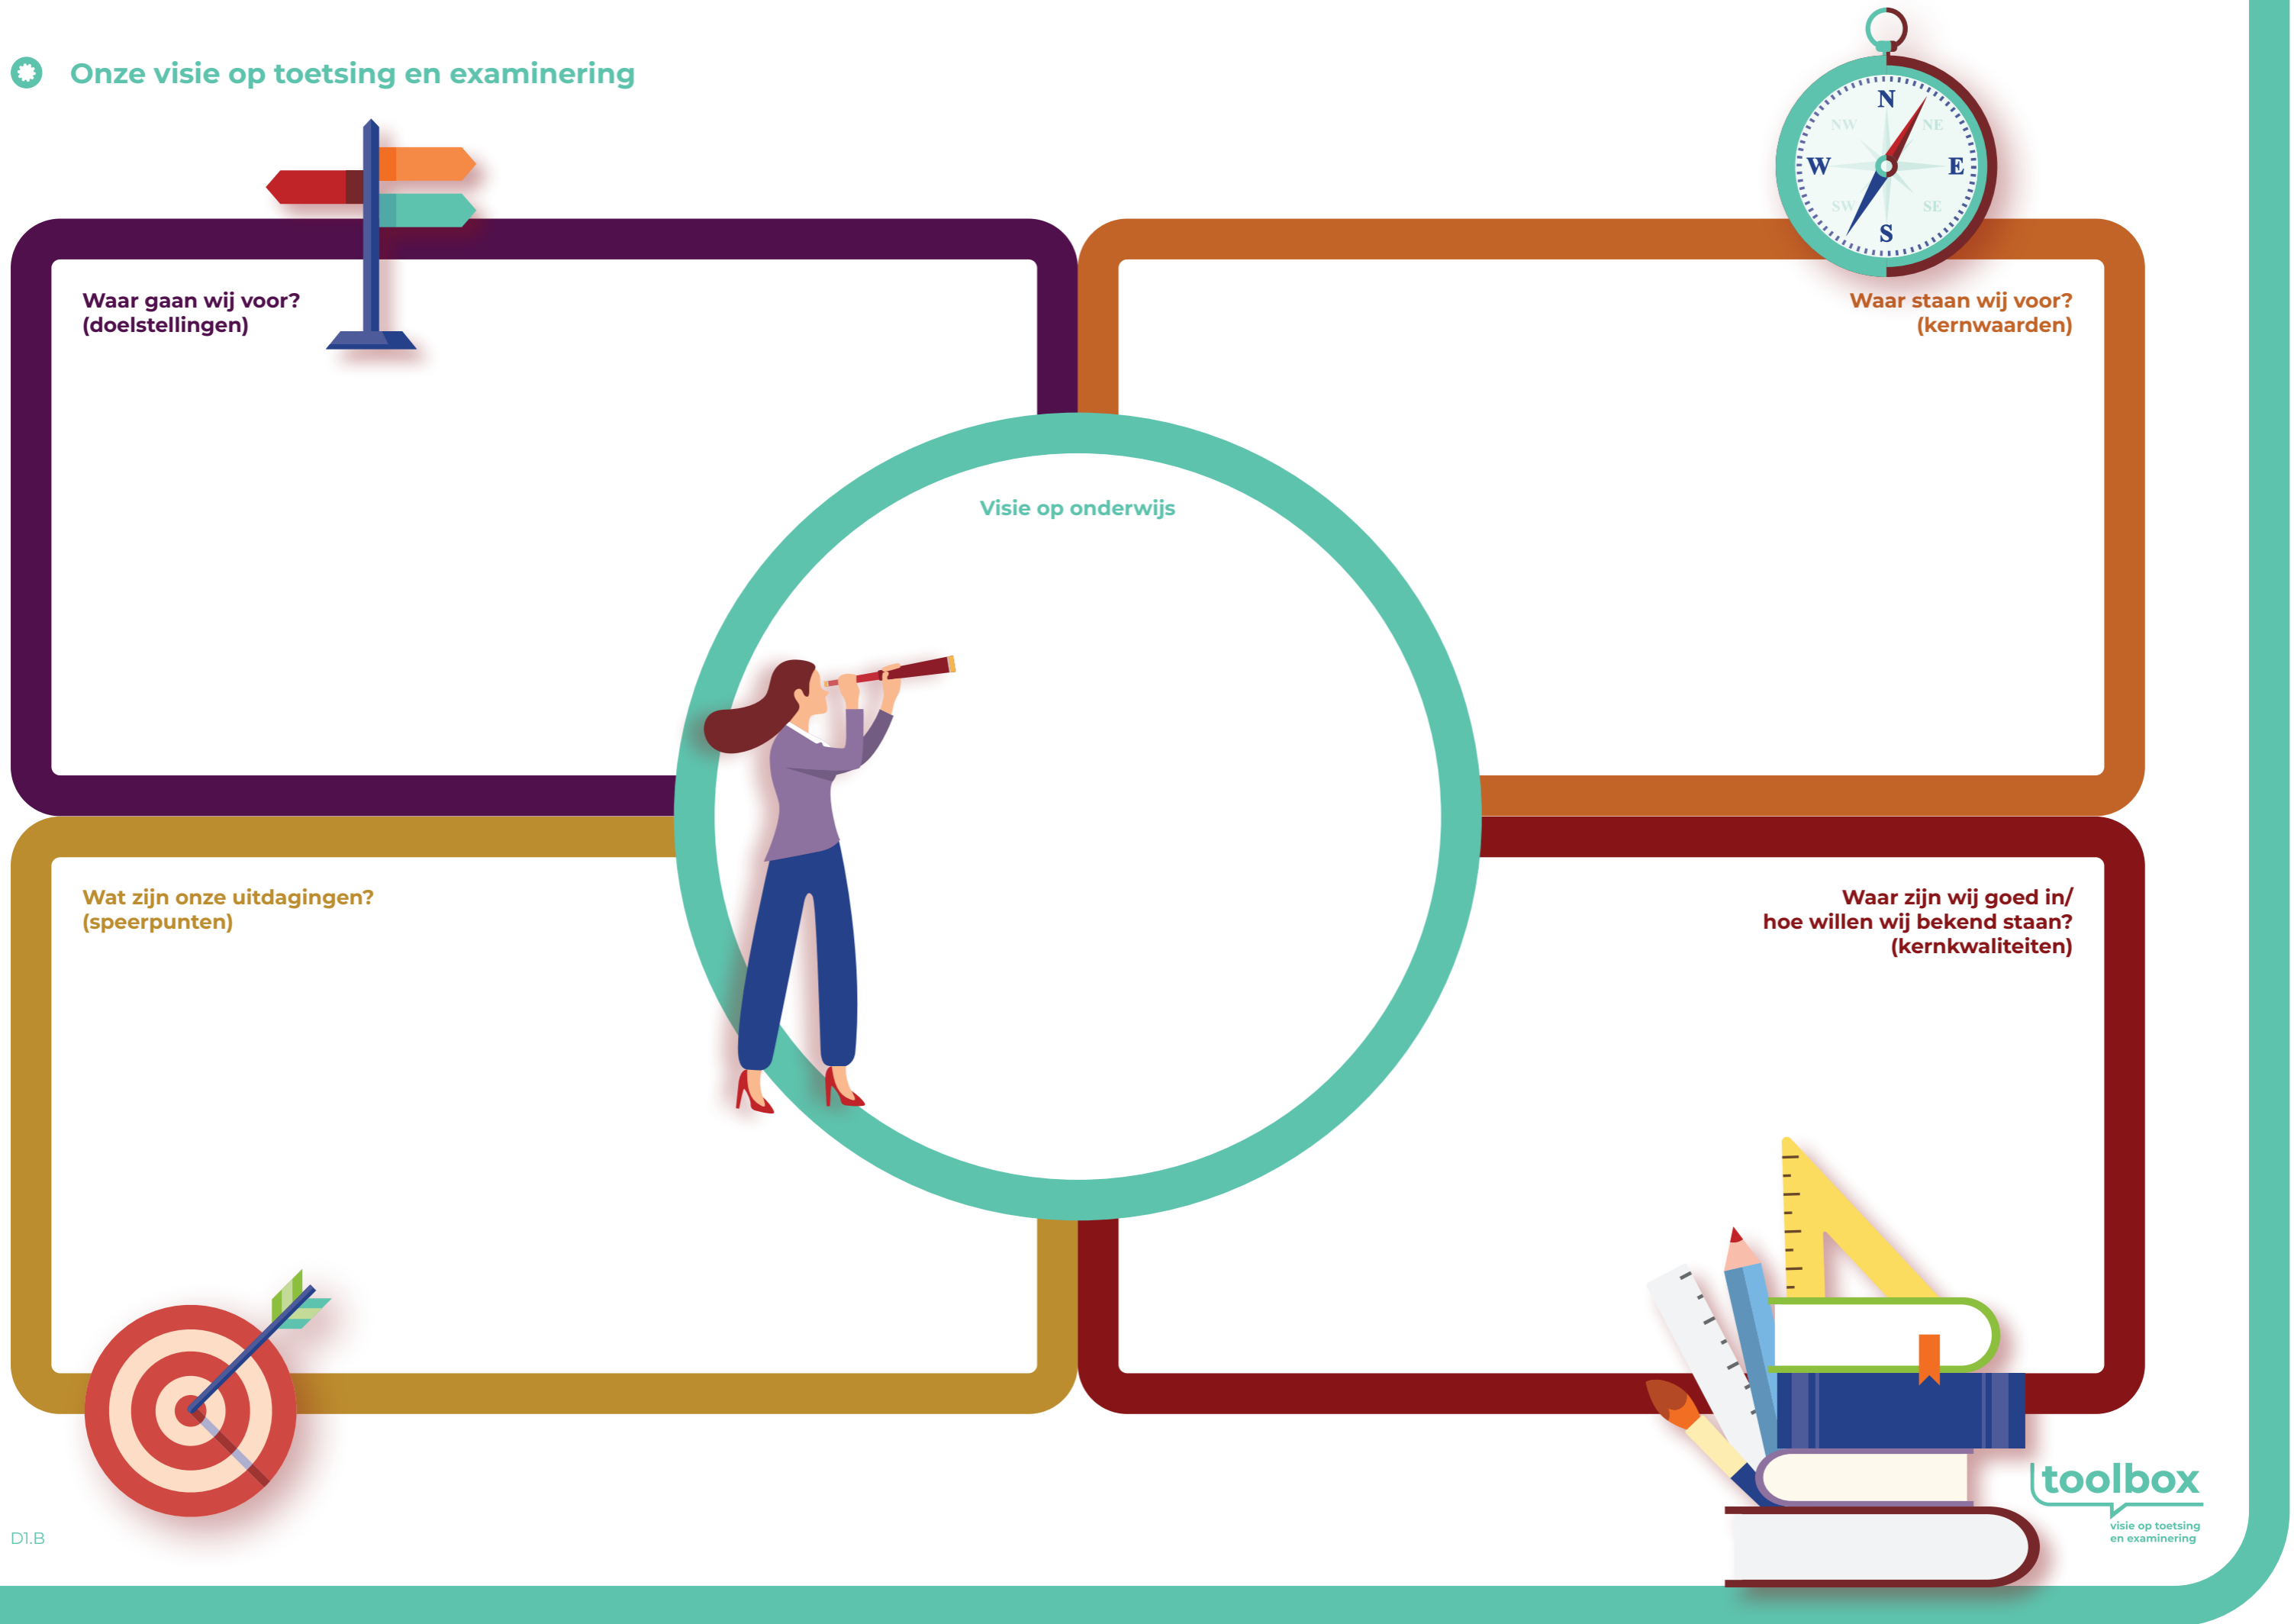 Onze visie op toetsing en examinering
N
NW
NE
W
E
SW
SE
S
Waar gaan wij voor?
(doelstellingen)
Waar staan wij voor?
(kernwaarden)
Visie op onderwijs
Wat zijn onze uitdagingen?
(speerpunten)
Waar zijn wij goed in/
hoe willen wij bekend staan?
(kernkwaliteiten)
toolbox
visie op toetsing
en examinering
D1.B